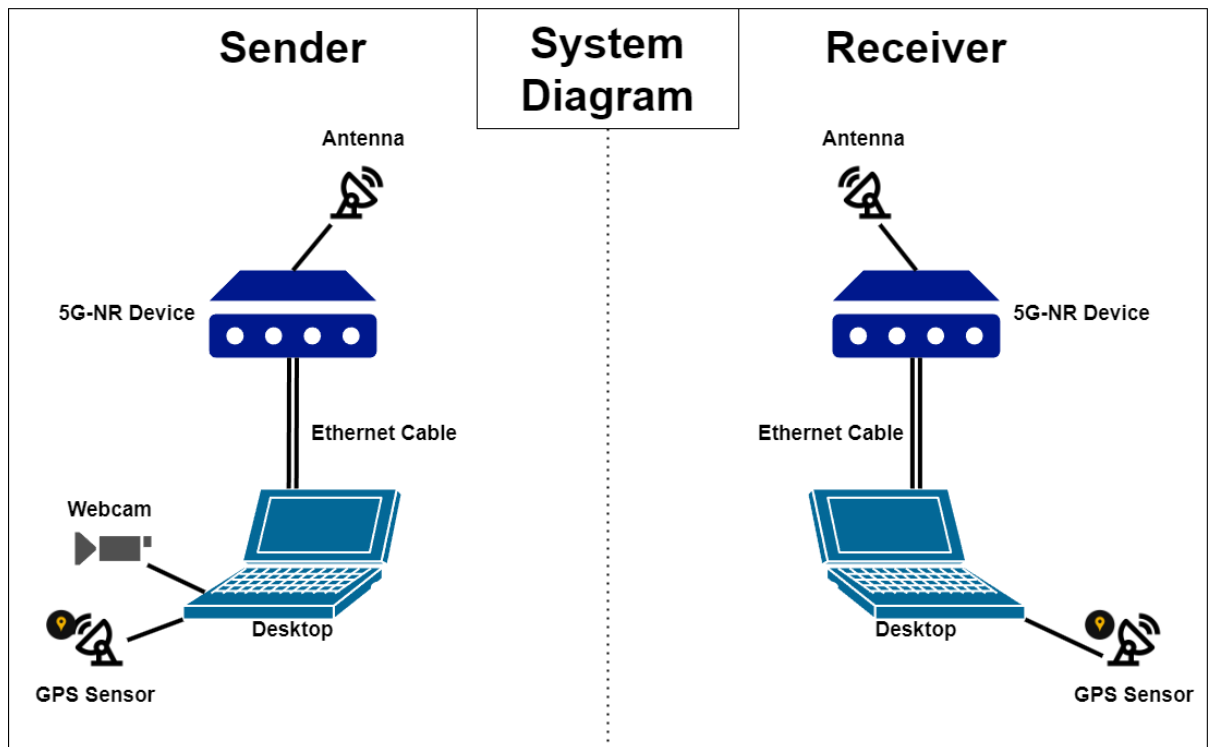 Sender
System
Diagram
Receiver
Antenna
Antenna
5G-NR Device
5G-NR Device
Ethernet Cable
Ethernet Cable
Webcam
Desktop
Desktop
GPS Sensor
GPS Sensor